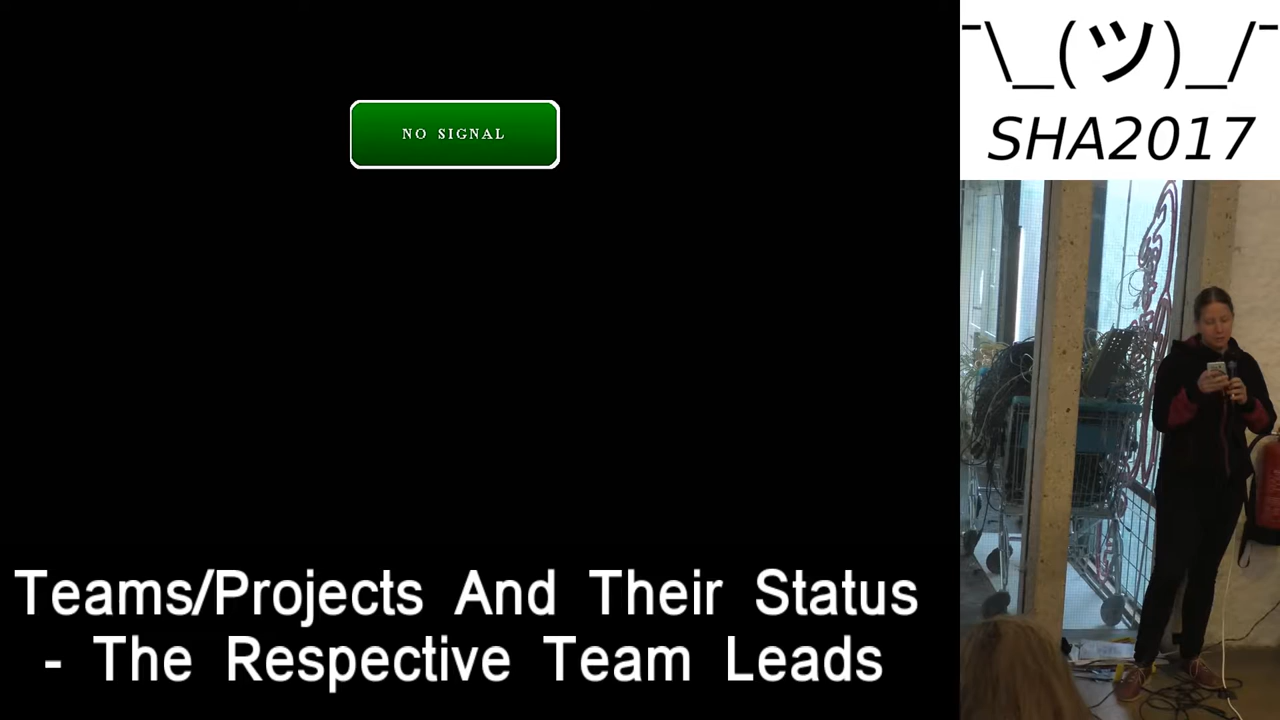 NO SIGNAL
¯\_(ツ)_/¯
SHA2017
Teams/Projects And Their Status
- The Respective Team Leads